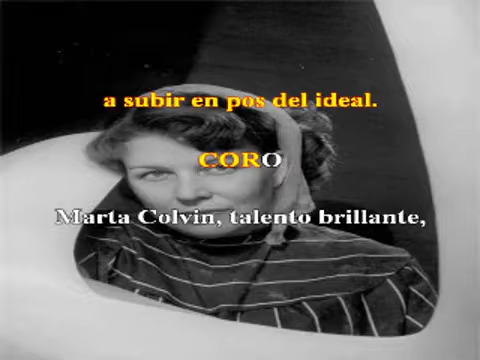 a subir en pos del ideal.
CORO
Marta Colvin, talento brillante,